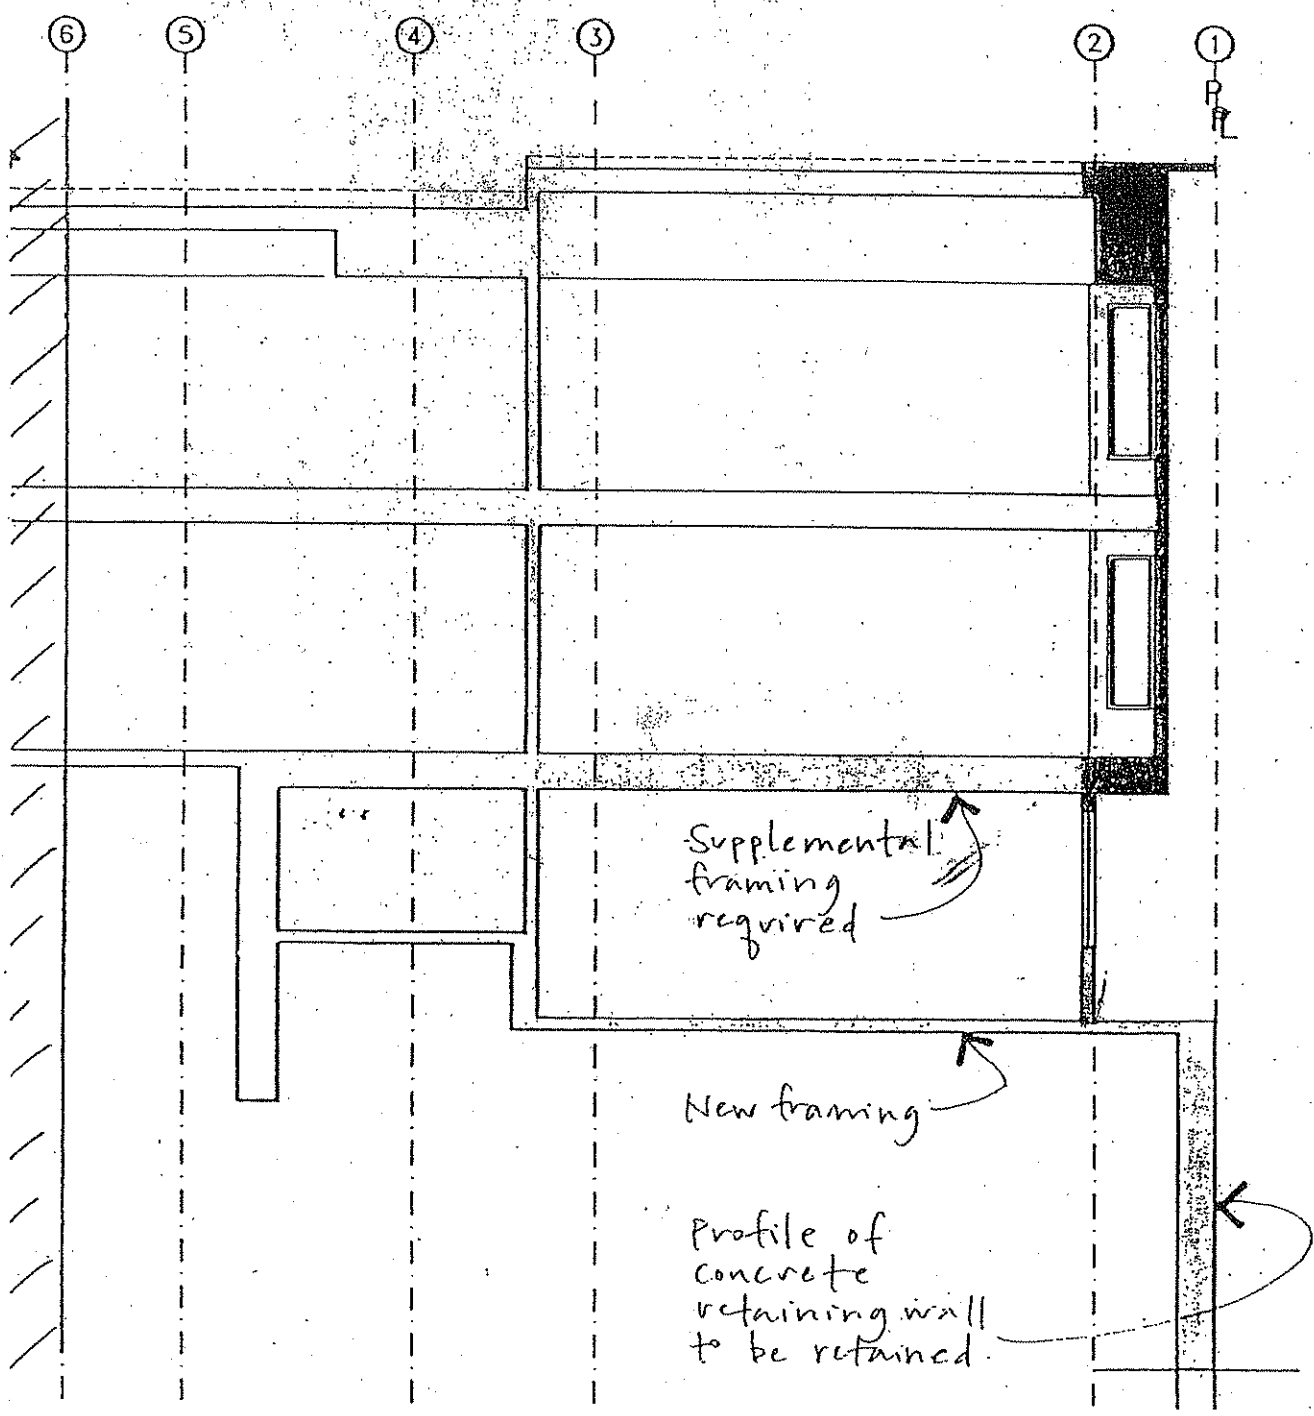 6 5 4 3 2 1
PL
Supplemental
framing
required
New framing
Profile of
concrete
retaining wall
to be retained.